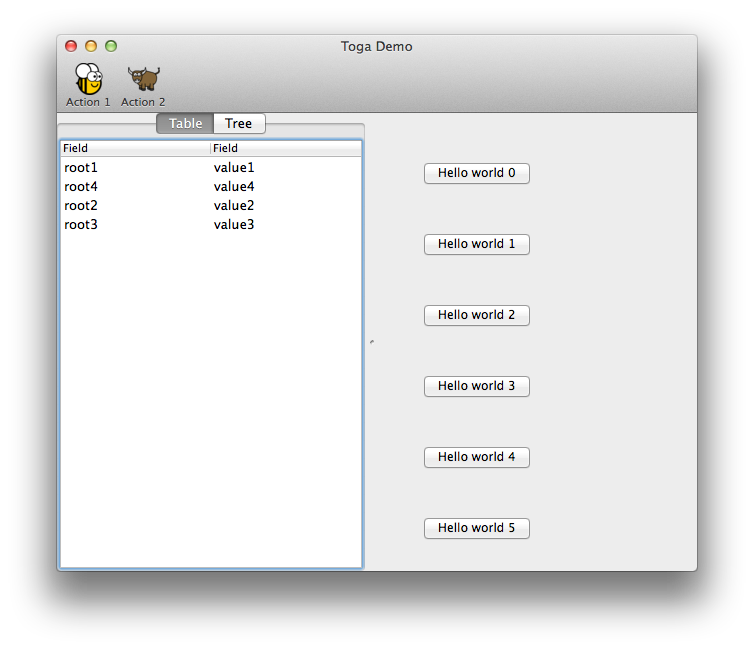 Toga Demo
Action 1 Action 2
Table Tree
Field Field
root1 value1
root4 value4
root2 value2
root3 value3
Hello world 0
Hello world 1
Hello world 2
Hello world 3
Hello world 4
Hello world 5